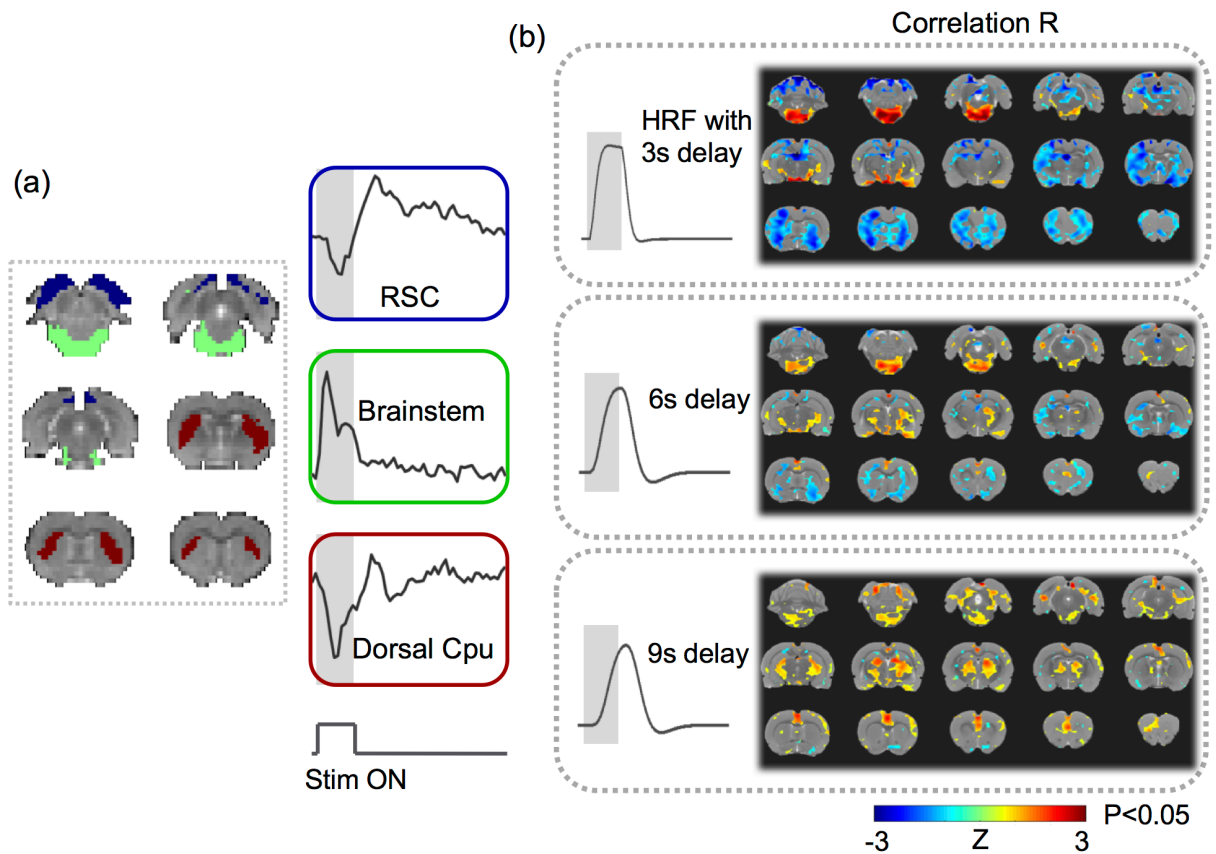 (a)
RSC
Brainstem
Dorsal Cpu
Stim ON
(b)
Correlation R
HRF with
3s delay
6s delay
9s delay
P<0.05
-3
Z
3